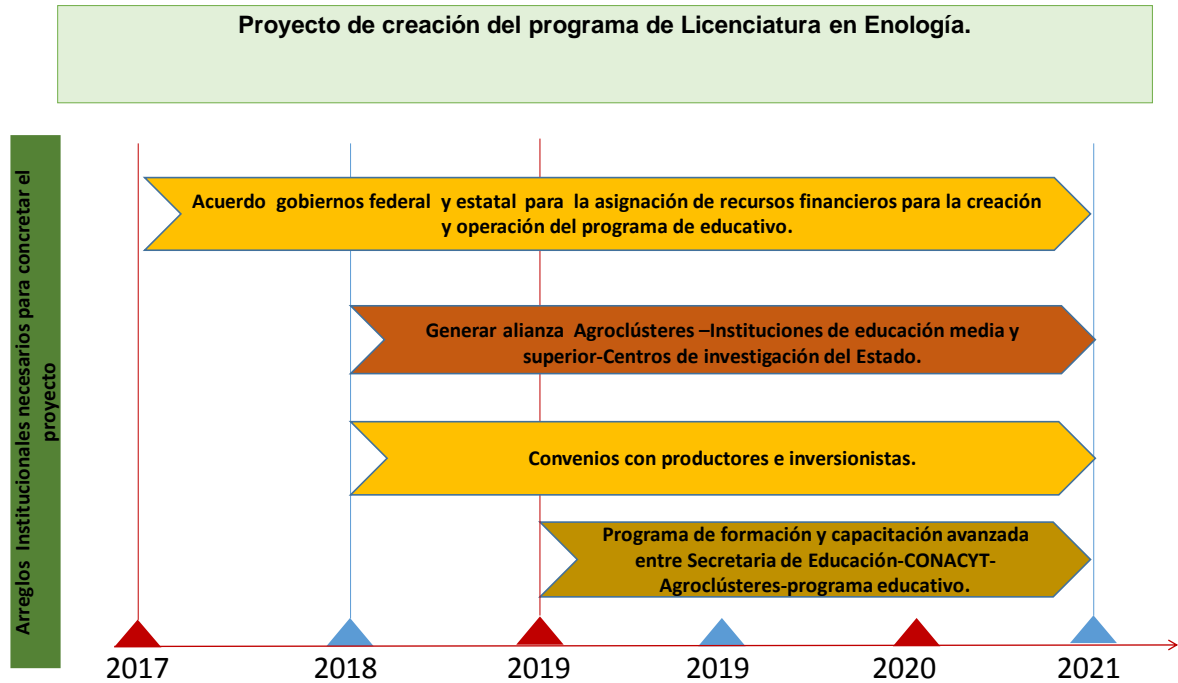 Proyecto de creación del programa de Licenciatura en Enología.
Arreglos Institucionales necesarios para concretar el
proyecto
Acuerdo gobiernos federal y estatal para la asignación de recursos financieros para la creación
y operación del programa de educativo.
Generar alianza Agroclústeres –Instituciones de educación media y
superior-Centros de investigación del Estado.
Convenios con productores e inversionistas.
Programa de formación y capacitación avanzada
entre Secretaria de Educación-CONACYT-
Agroclústeres-programa educativo.
2017 2018 2019 2019 2020 2021